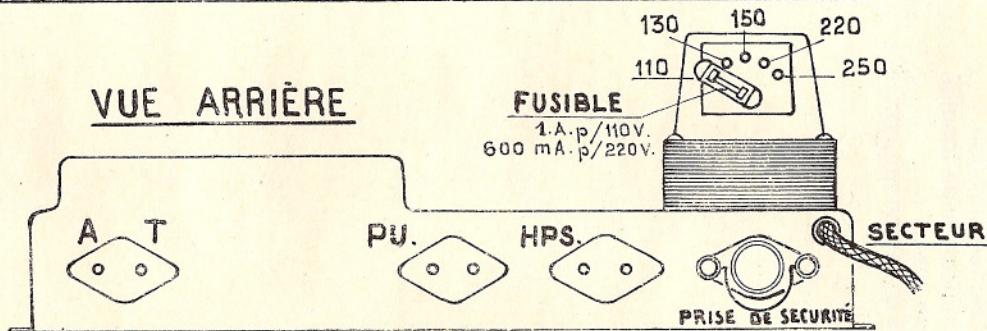 130 150 220
110 250
VUE ARRIÈRE
FUSIBLE
1.A.p/110V.
600 mA.p/220V.
A T
PU.
HPS.
SECTEUR
PRISE DE SECURITÉ